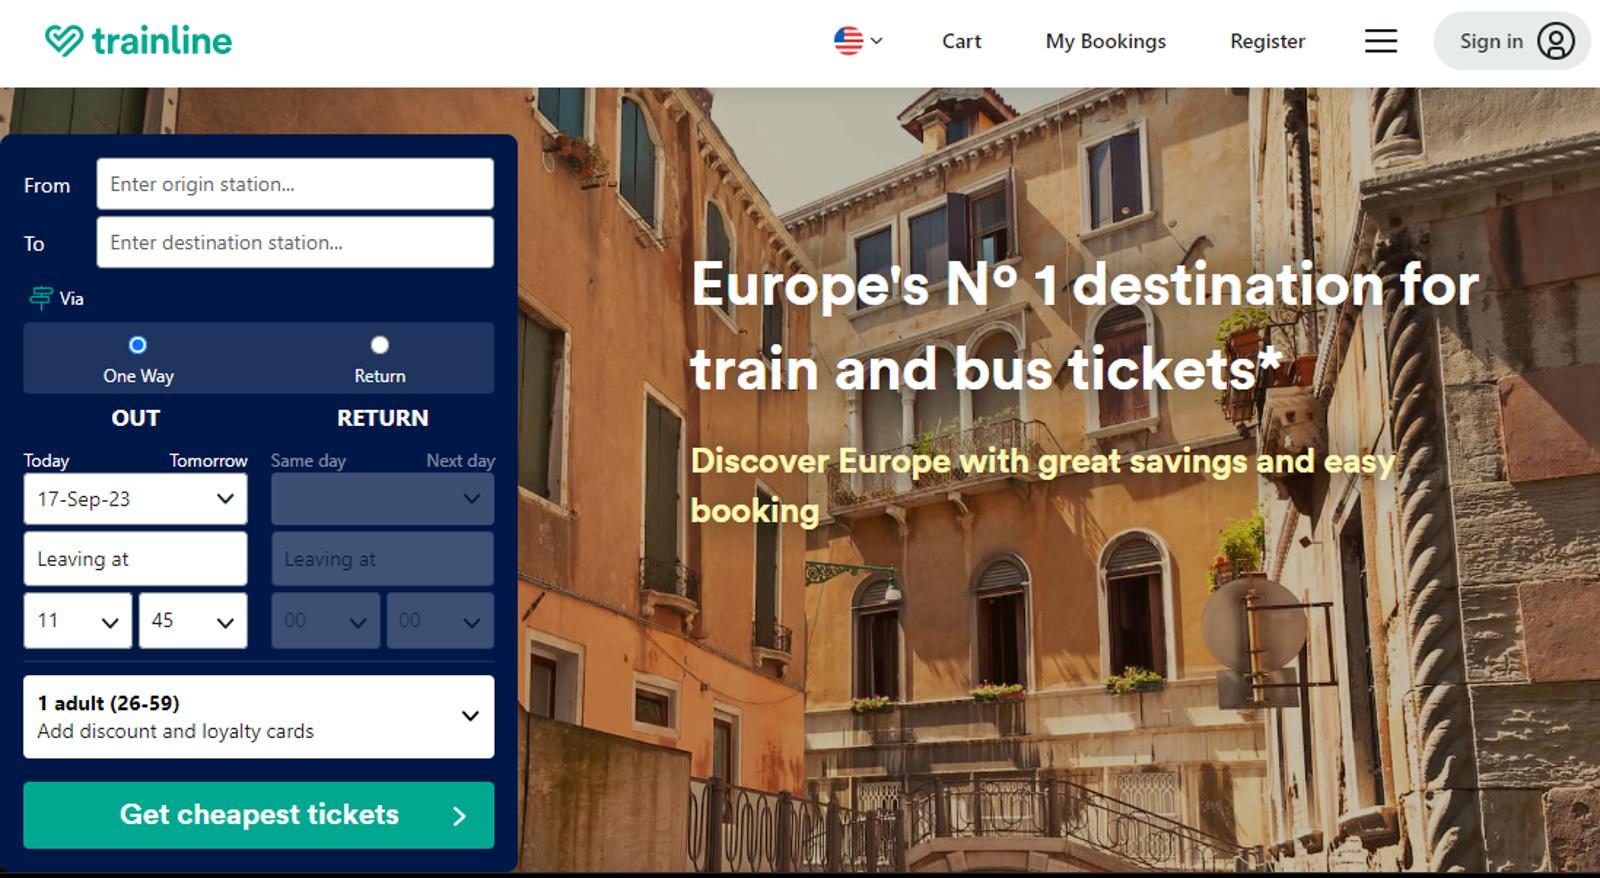 trainline
Cart
My Bookings
Register
Sign in
From
Enter origin station...
To
Enter destination station...
Via
One Way
Return
OUT
RETURN
Today
Tomorrow
Same day
Next day
17-Sep-23
Leaving at
Leaving at
11
45
00
00
1 adult (26-59)
Add discount and loyalty cards
Get cheapest tickets
Europe's Nº 1 destination for
train and bus tickets*
Discover Europe with great savings and easy
booking